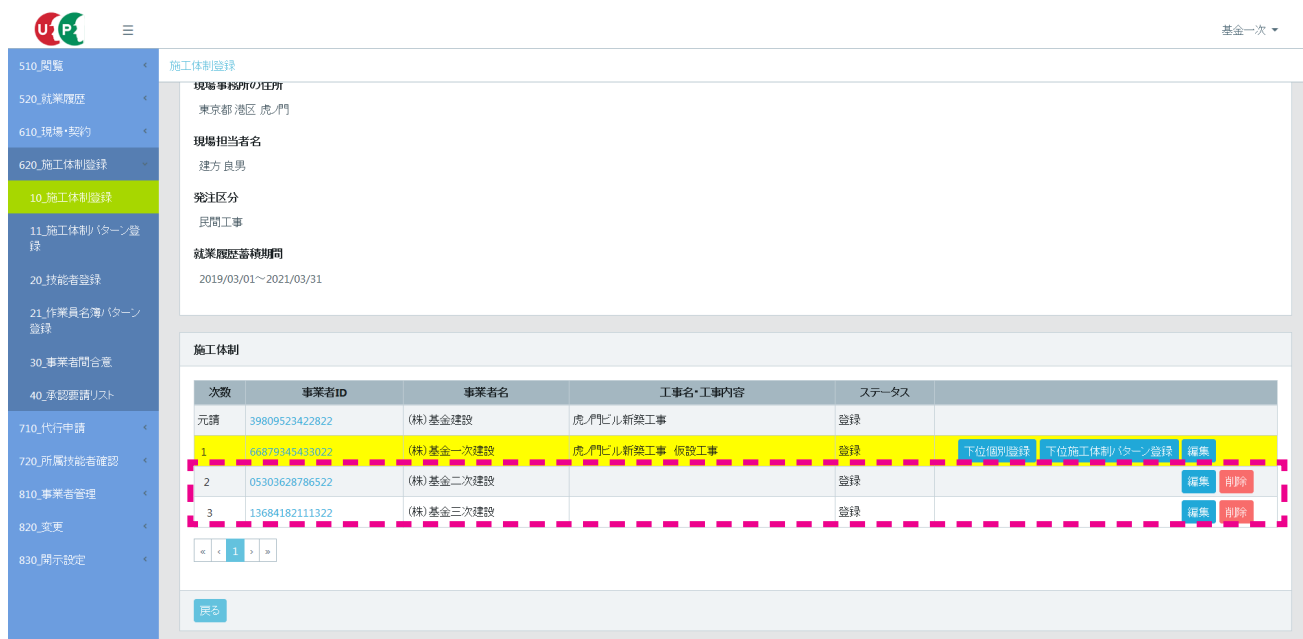 UP
☰
基金一次
510_閲覧
520_就業履歴
610_現場・契約
620_施工体制登録
10_施工体制登録
11_施工体制パターン登
録
20_技能者登録
21_作業員名簿パターン
登録
30_事業者間合意
40_承認要請リスト
710_代行申請
720_所属技能者確認
810_事業者管理
820_変更
830_開示設定
施工体制登録
現場事務所の住所
東京都 港区 虎ノ門
現場担当者名
建方 良男
発注区分
民間工事
就業履歴蓄積期間
2019/03/01～2021/03/31
施工体制
次数 事業者ID 事業者名 工事名・工事内容 ステータス
元請 39809523422822 (株)基金建設 虎ノ門ビル新築工事 登録
1 66879345433022 (株)基金一次建設 虎ノ門ビル新築工事 仮設工事 登録 下位個別登録 下位施工体制パターン登録 編集
2 05303628786522 (株)基金二次建設 登録 編集 削除
3 13684182111322 (株)基金三次建設 登録 編集 削除
« ‹ 1 › »
戻る